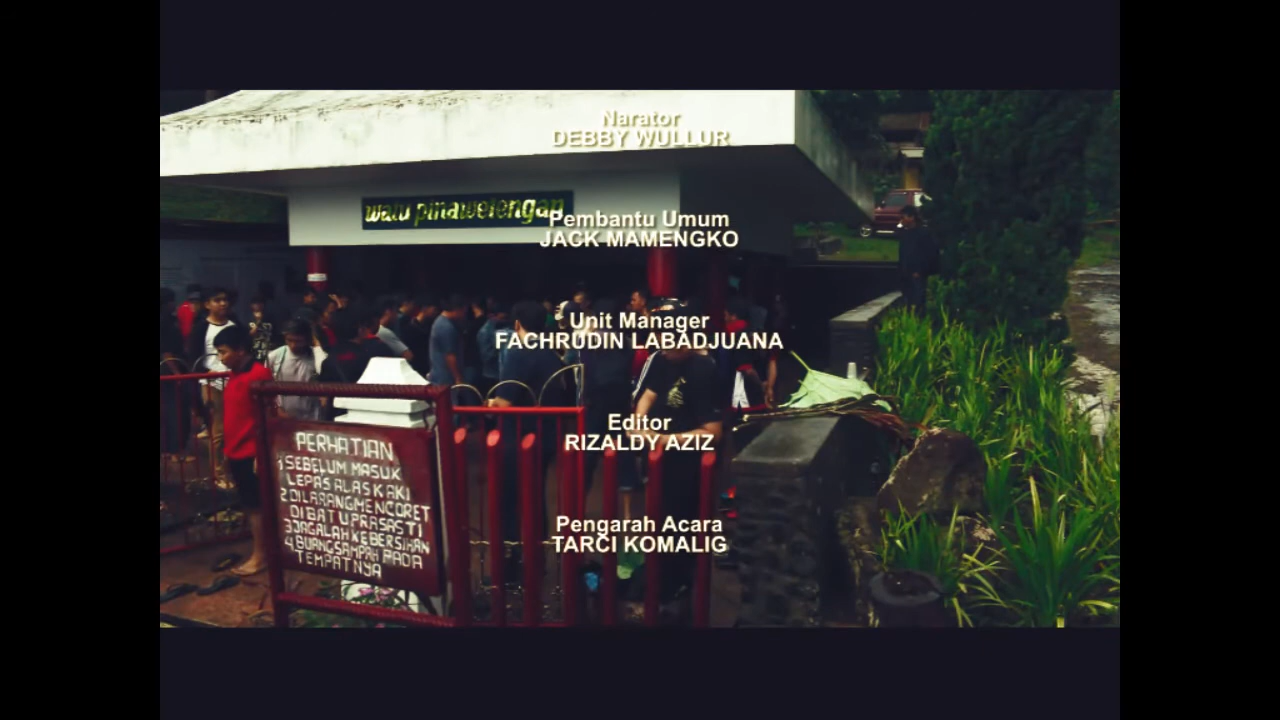 Narator
DEBBY WULLUR
watu pinawetengan
Pembantu Umum
JACK MAMENGKO
Unit Manager
FACHRUDIN LABADJUANA
Editor
RIZALDY AZIZ
Pengarah Acara
TARCI KOMALIG
PERHATIAN
1 SEBELUM MASUK
LEPAS ALAS KAKI
2 DILARANG MENCORET
DI BATU PRASASTI
3 JAGALAH KEBERSIHAN
4 BUANG SAMPAH PADA
TEMPATNYA